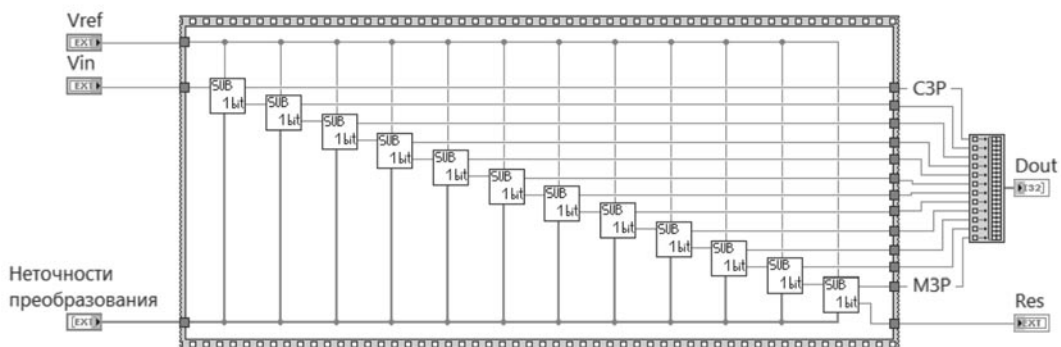 Vref
EXT
Vin
EXT
SUB
1bit
SUB
1bit
SUB
1bit
SUB
1bit
SUB
1bit
SUB
1bit
SUB
1bit
SUB
1bit
SUB
1bit
SUB
1bit
SUB
1bit
SUB
1bit
СЗР
МЗР
Dout
I32
Неточности
преобразования
EXT
Res
EXT